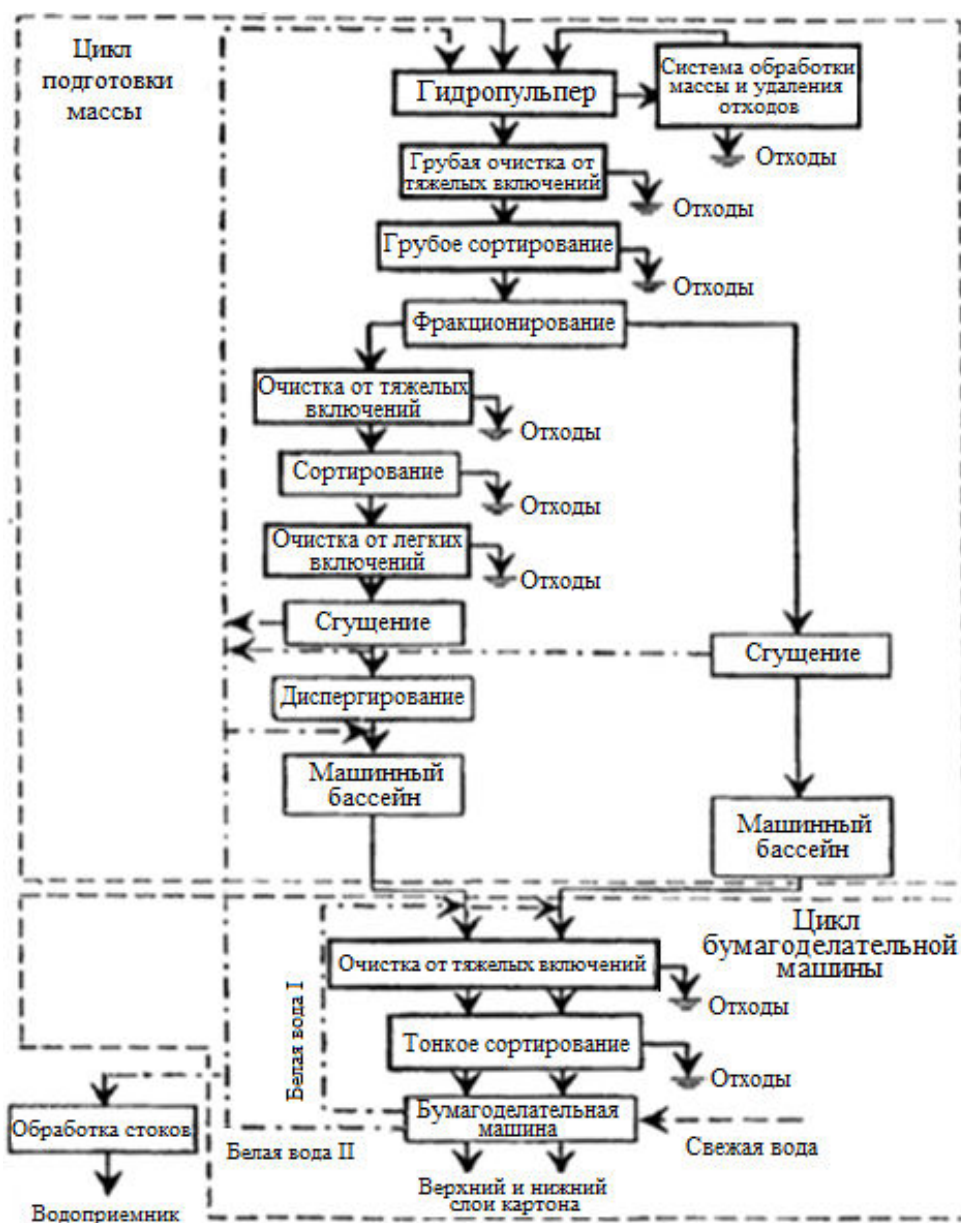 Цикл
подготовки
массы
Гидропульпер
Система обработки
массы и удаления
отходов
Отходы
Грубая очистка от
тяжелых включений
Отходы
Грубое сортирование
Отходы
Фракционирование
Очистка от тяжелых
включений
Отходы
Сортирование
Отходы
Очистка от легких
включений
Отходы
Сгущение
Сгущение
Диспергирование
Машинный
бассейн
Машинный
бассейн
Цикл
бумагоделательной
машины
Очистка от тяжелых включений
Отходы
Белая вода I
Тонкое сортирование
Отходы
Бумагоделательная
машина
Обработка стоков
Белая вода II
Свежая вода
Верхний и нижний
слои картона
Водоприемник